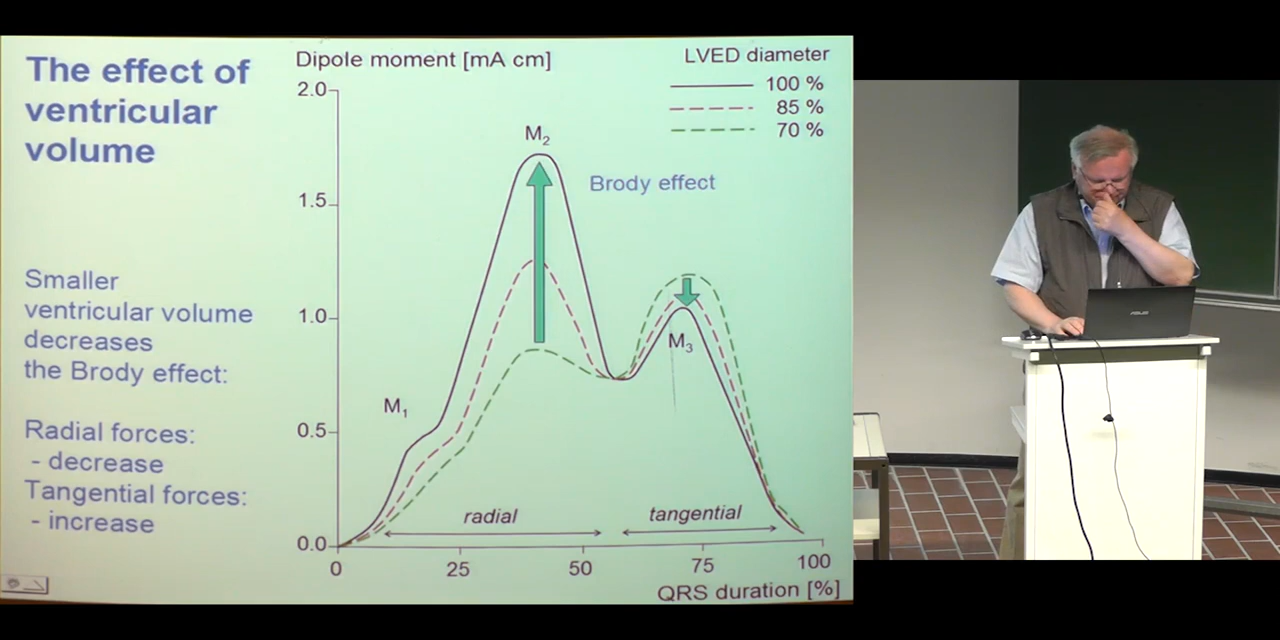 The effect of
ventricular
volume
Smaller
ventricular volume
decreases
the Brody effect:
Radial forces:
- decrease
Tangential forces:
- increase
Dipole moment [mA cm]
LVED diameter
100 %
85 %
70 %
2.0
1.5
1.0
0.5
0.0
M2
Brody effect
M3
M1
radial
tangential
0
25
50
75
100
QRS duration [%]
ASUS